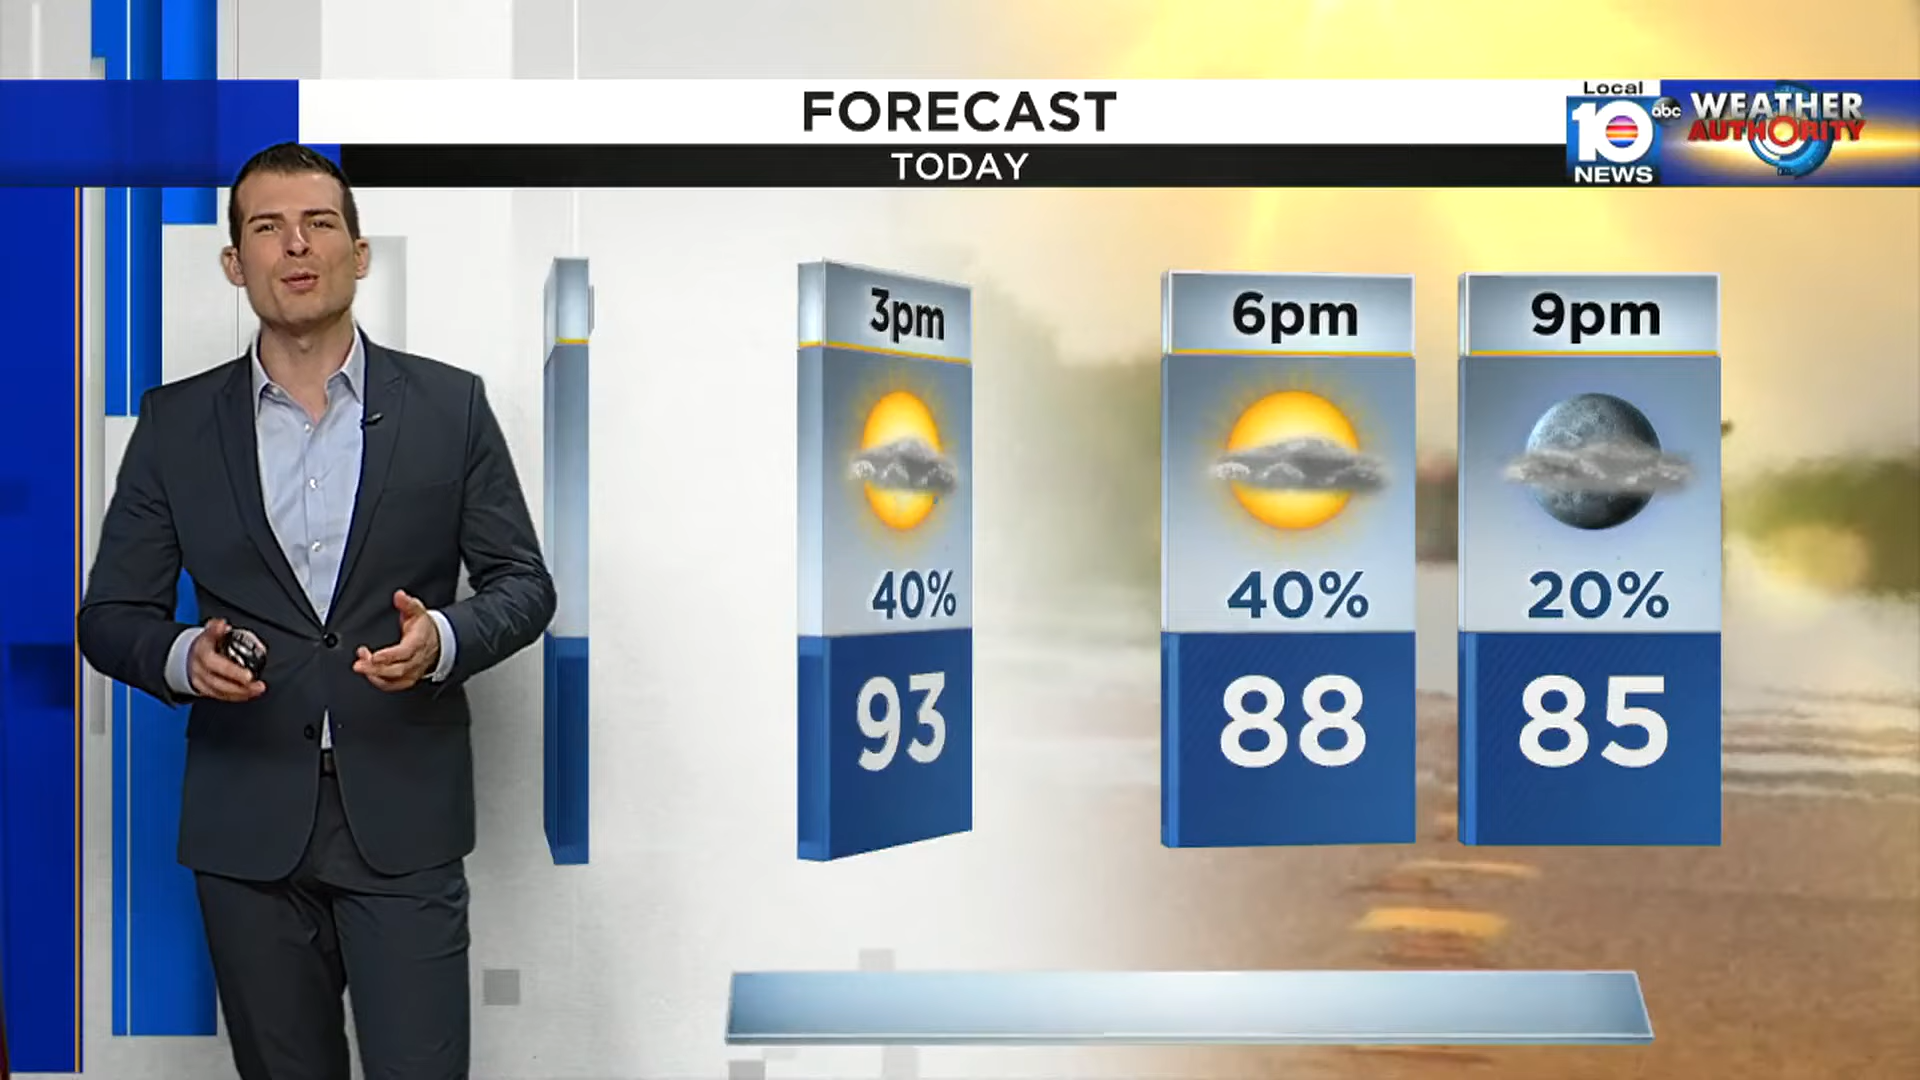 FORECAST
TODAY
Local
10
NEWS
abc
WEATHER
AUTHORITY
3pm
6pm
9pm
40%
40%
20%
93
88
85